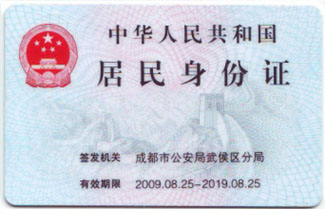 中华人民共和国
居民身份证
签发机关 成都市公安局武侯区分局
有效期限 2009.08.25-2019.08.25